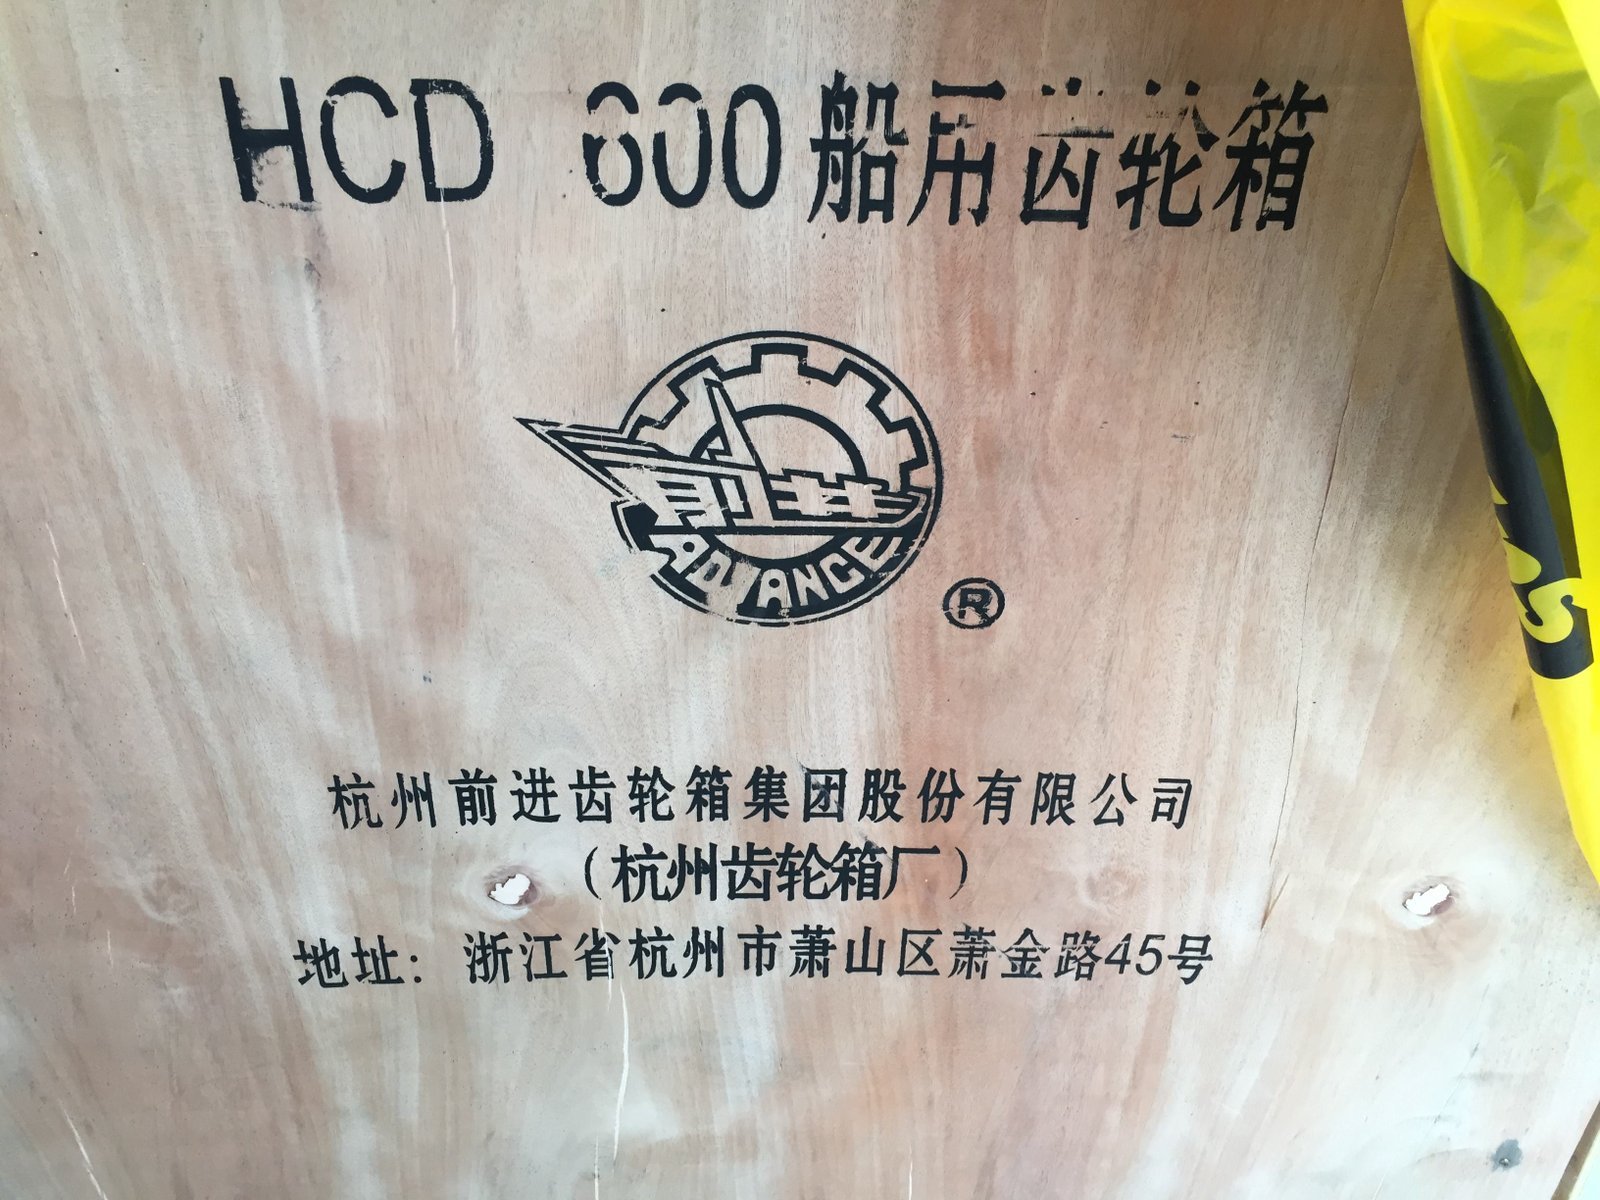 HCD 600船用齿轮箱
前进
ADVANCE
®
杭州前进齿轮箱集团股份有限公司
（杭州齿轮箱厂）
地址：浙江省杭州市萧山区萧金路45号